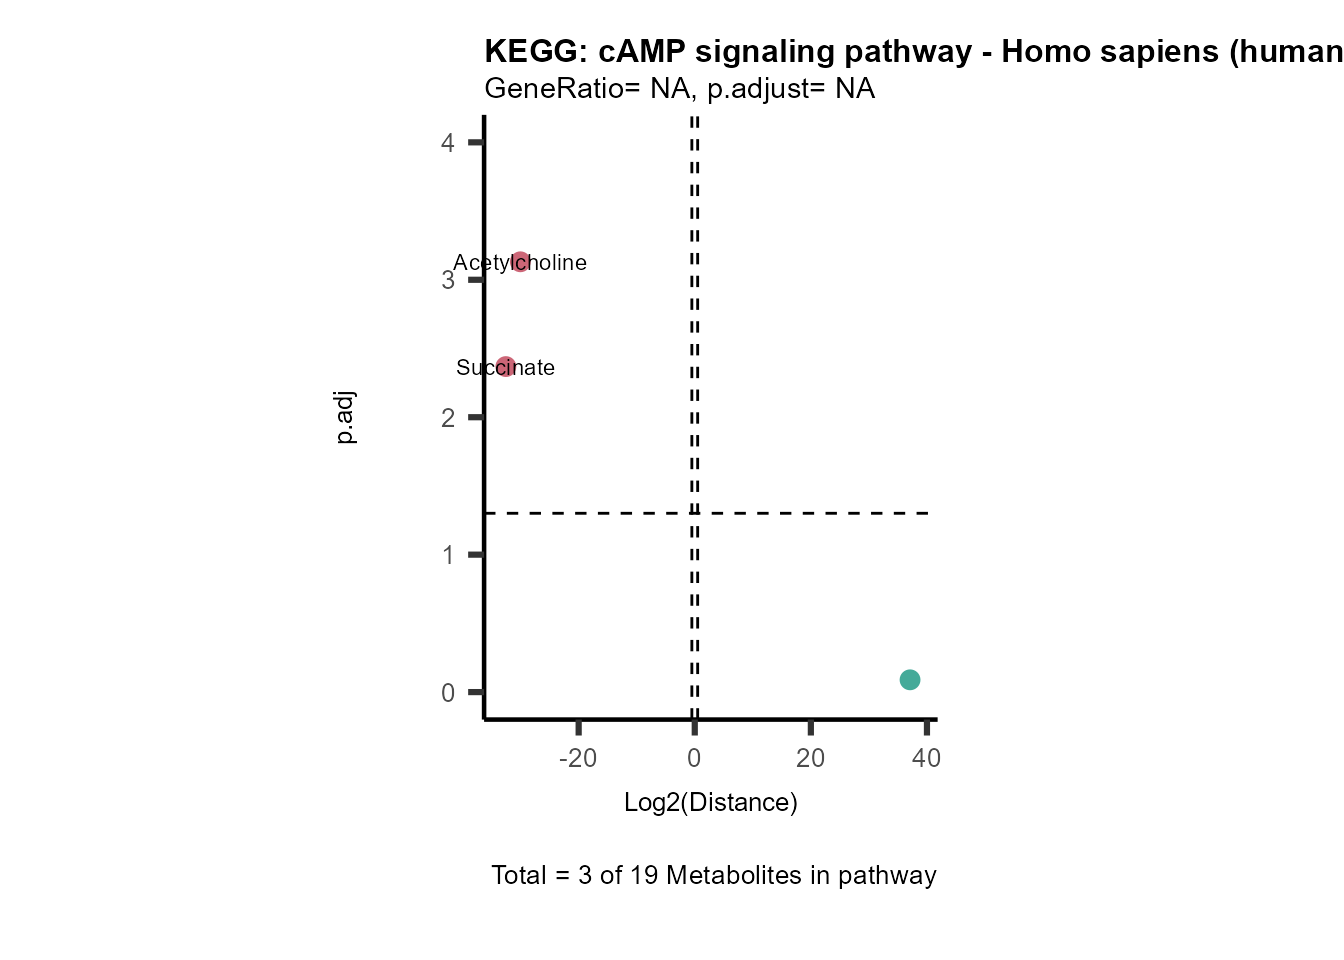 KEGG: cAMP signaling pathway - Homo sapiens (human
GeneRatio= NA, p.adjust= NA
4
Acetylcholine
3
Succinate
2
p.adj
1
0
-20 0 20 40
Log2(Distance)
Total = 3 of 19 Metabolites in pathway